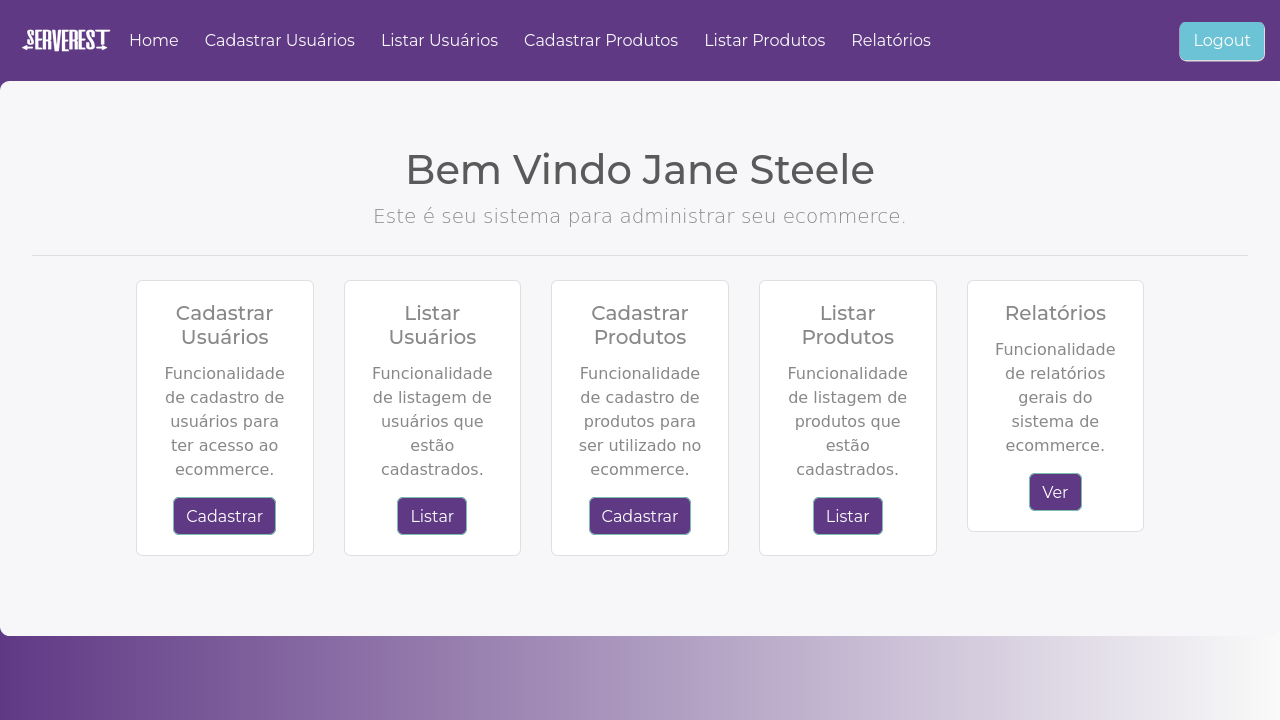 SERVEREST Home Cadastrar Usuários Listar Usuários Cadastrar Produtos Listar Produtos Relatórios Logout
Bem Vindo Jane Steele
Este é seu sistema para administrar seu ecommerce.
Cadastrar
Usuários
Funcionalidade
de cadastro de
usuários para
ter acesso ao
ecommerce.
Cadastrar
Listar
Usuários
Funcionalidade
de listagem de
usuários que
estão
cadastrados.
Listar
Cadastrar
Produtos
Funcionalidade
de cadastro de
produtos para
ser utilizado no
ecommerce.
Cadastrar
Listar
Produtos
Funcionalidade
de listagem de
produtos que
estão
cadastrados.
Listar
Relatórios
Funcionalidade
de relatórios
gerais do
sistema de
ecommerce.
Ver